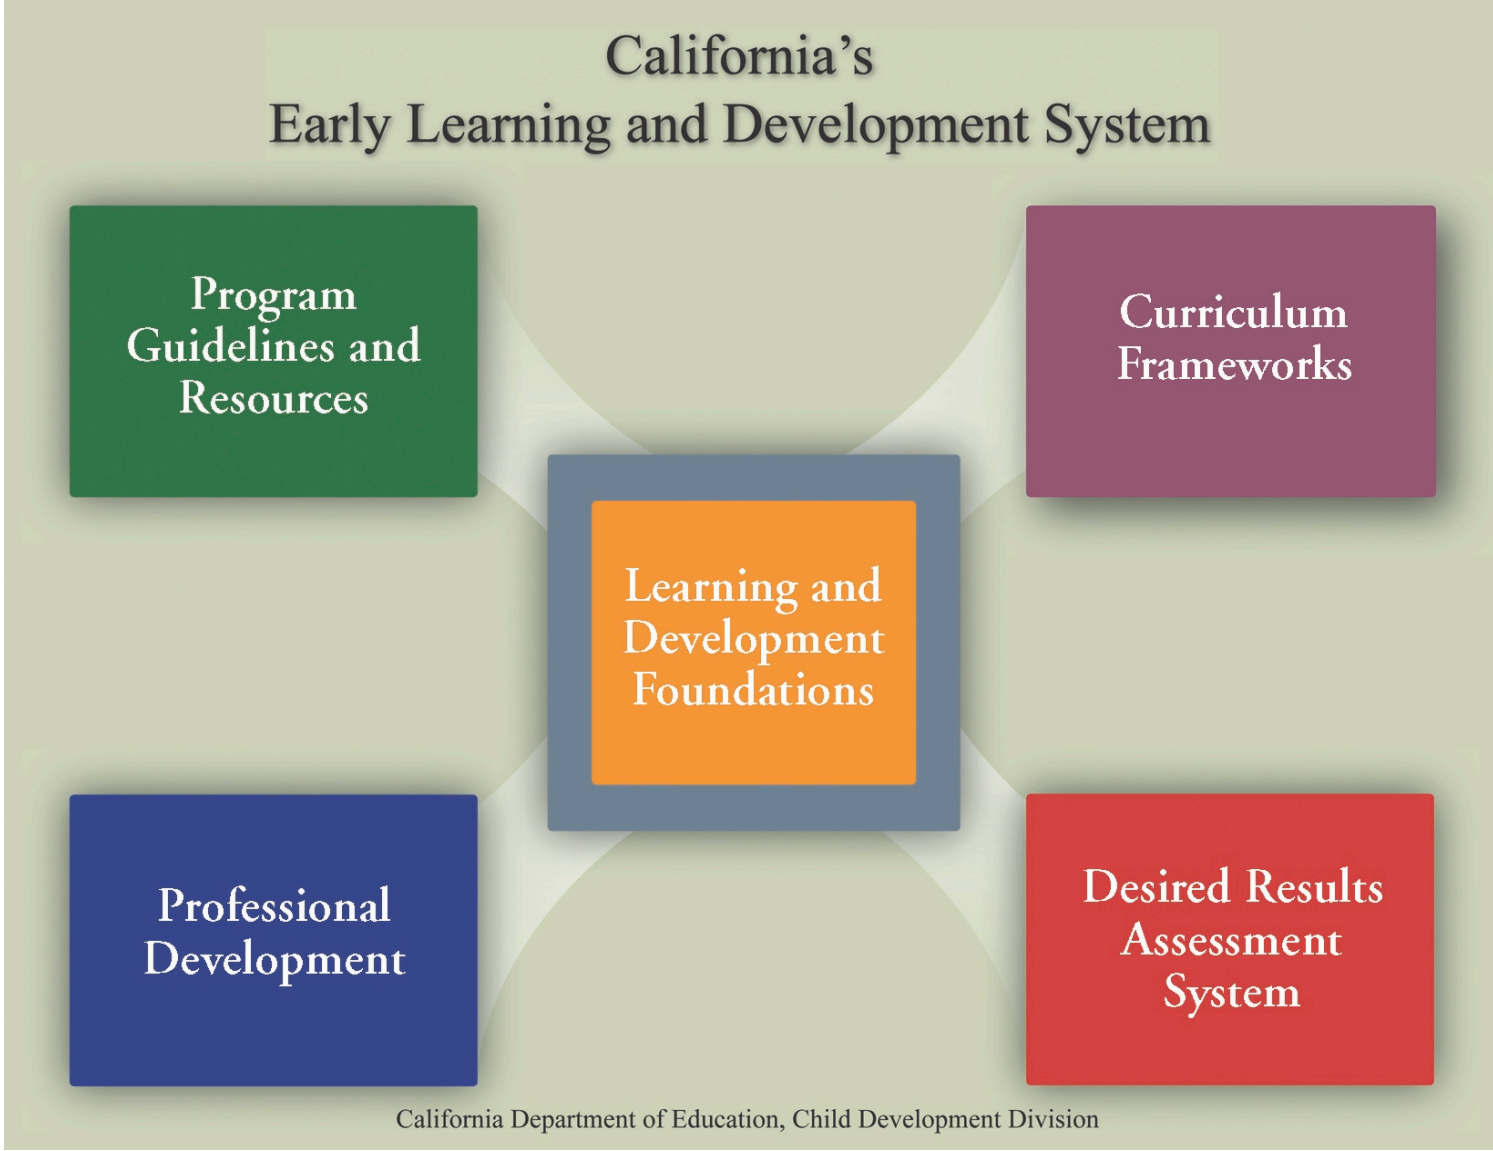 California’s
Early Learning and Development System
Program
Guidelines and
Resources
Curriculum
Frameworks
Learning and
Development
Foundations
Professional
Development
Desired Results
Assessment
System
California Department of Education, Child Development Division